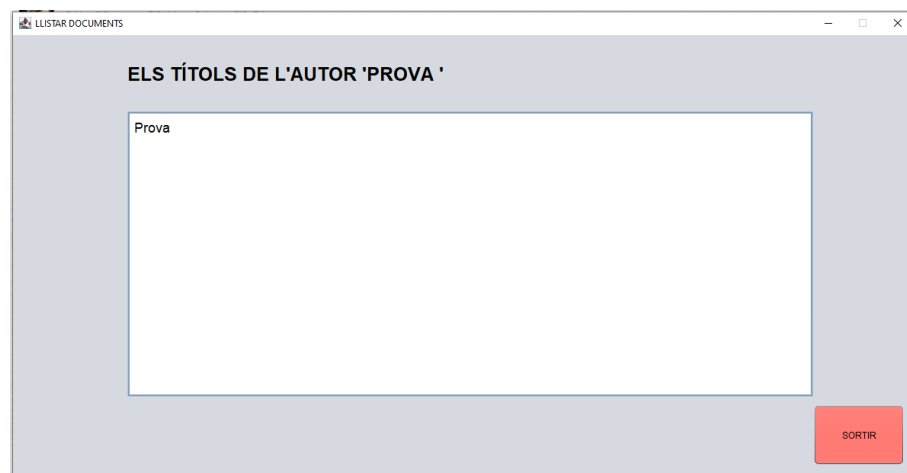 LLISTAR DOCUMENTS
ELS TÍTOLS DE L'AUTOR 'PROVA '
Prova
SORTIR